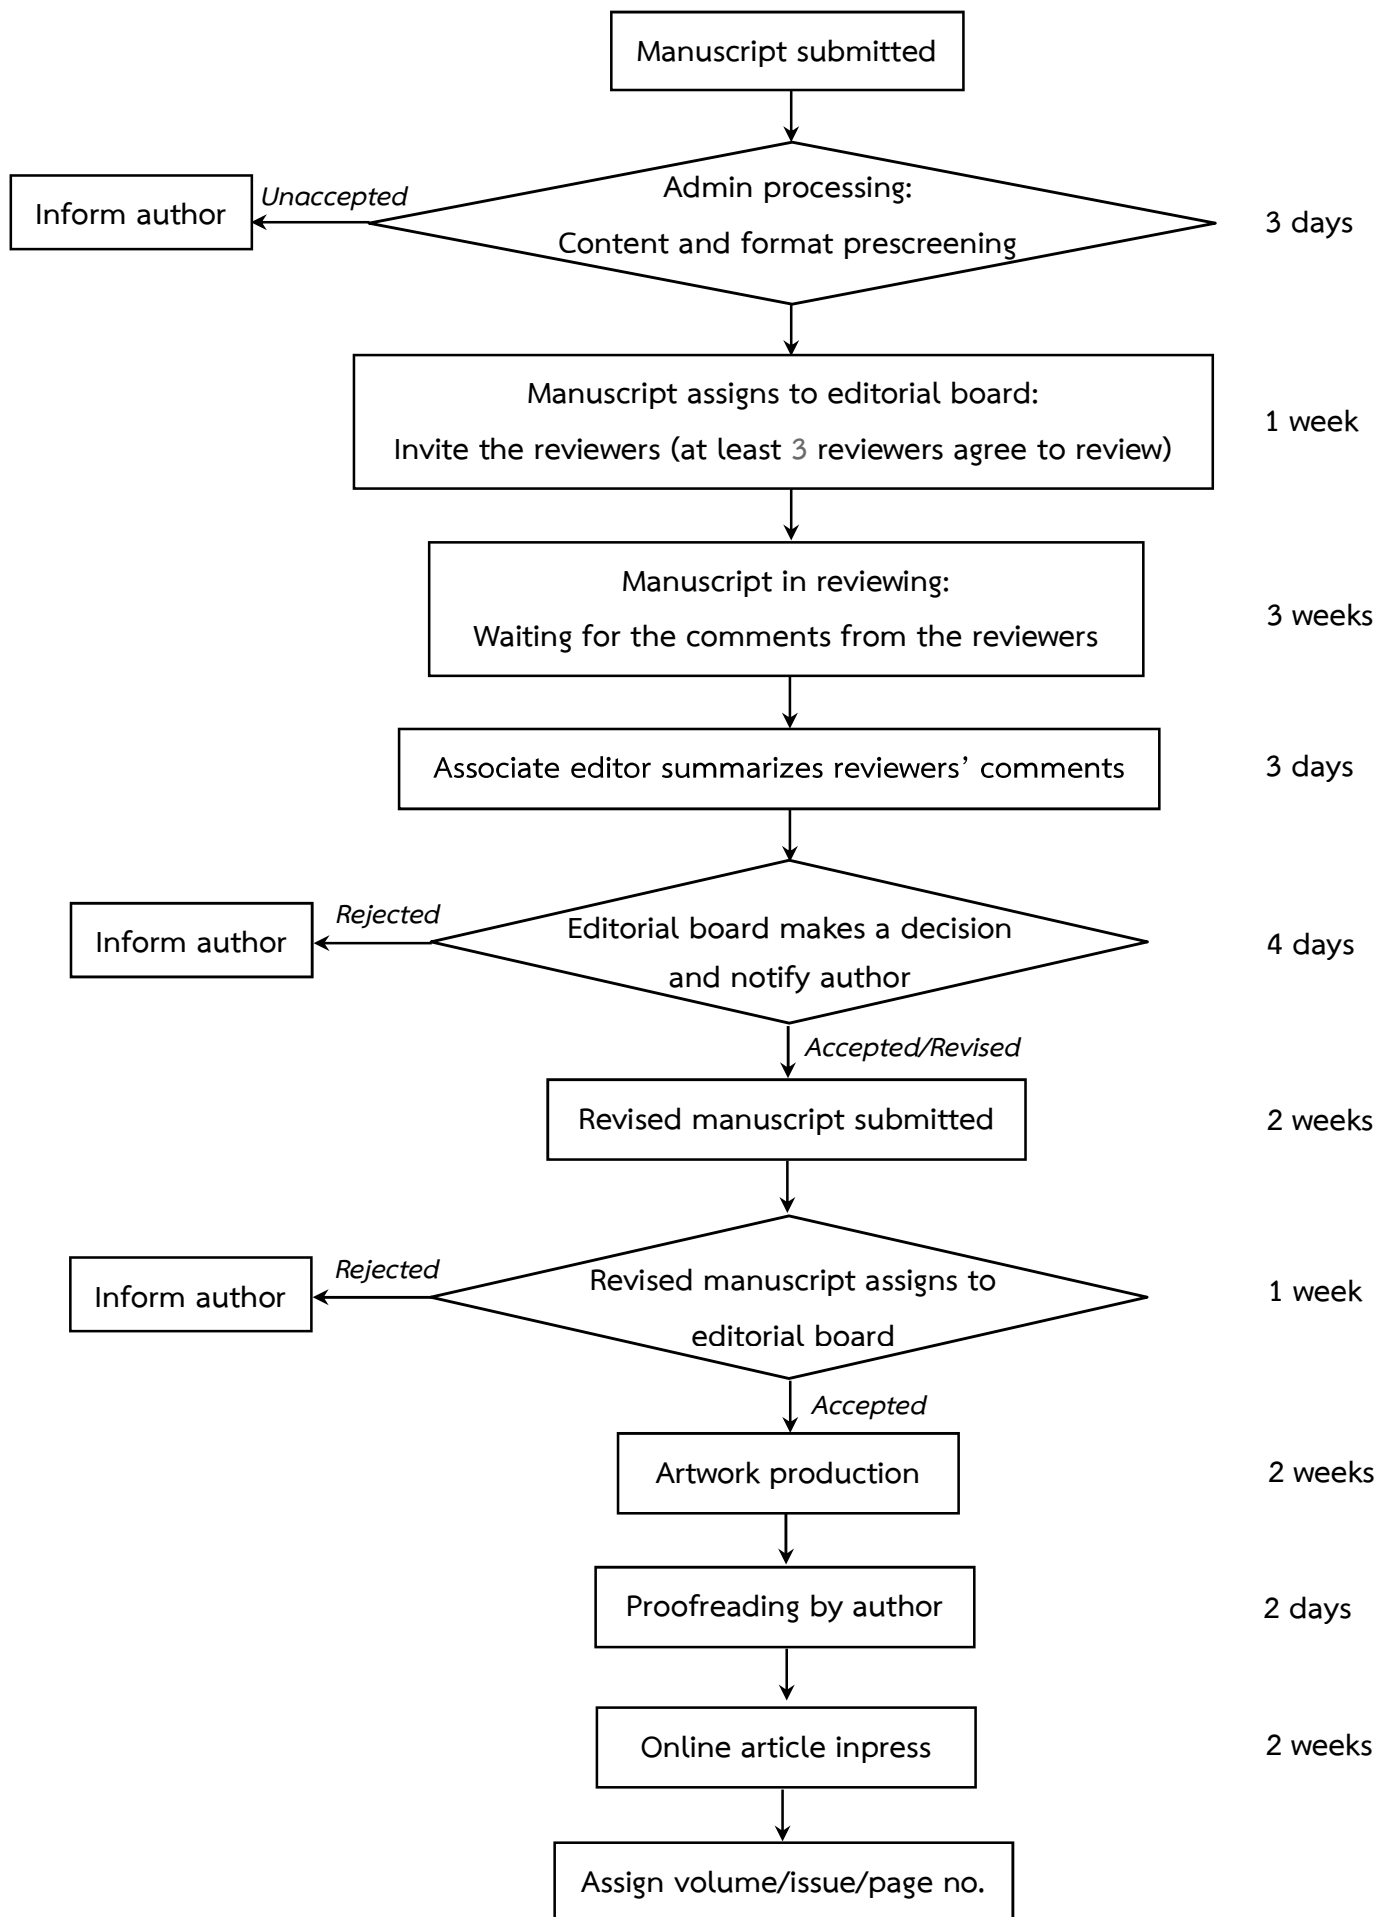 Manuscript submitted
Admin processing:
Content and format prescreening
Unaccepted
Inform author
3 days
Manuscript assigns to editorial board:
Invite the reviewers (at least 3 reviewers agree to review)
1 week
Manuscript in reviewing:
Waiting for the comments from the reviewers
3 weeks
Associate editor summarizes reviewers’ comments
3 days
Editorial board makes a decision
and notify author
Rejected
Inform author
4 days
Accepted/Revised
Revised manuscript submitted
2 weeks
Revised manuscript assigns to
editorial board
Rejected
Inform author
1 week
Accepted
Artwork production
2 weeks
Proofreading by author
2 days
Online article inpress
2 weeks
Assign volume/issue/page no.